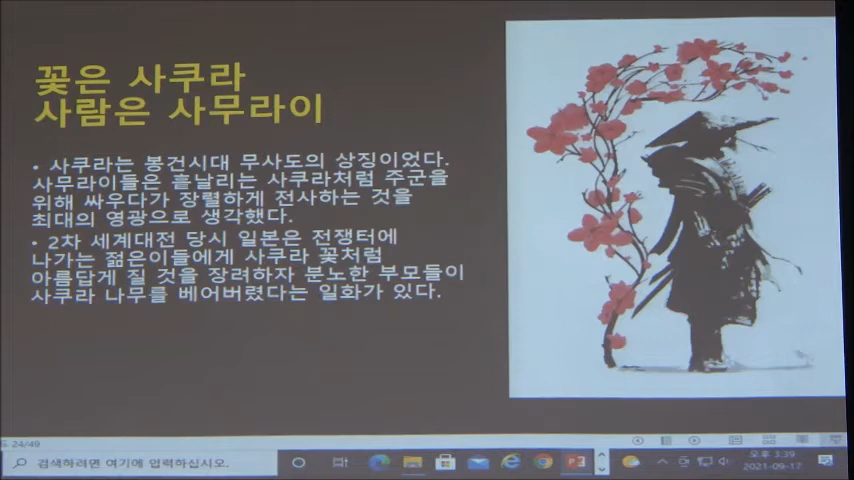 꽃은 사쿠라
사람은 사무라이
• 사쿠라는 봉건시대 무사도의 상징이었다.
사무라이들은 흩날리는 사쿠라처럼 주군을
위해 싸우다가 장렬하게 전사하는 것을
최대의 영광으로 생각했다.
• 2차 세계대전 당시 일본은 전쟁터에
나가는 젊은이들에게 사쿠라 꽃처럼
아름답게 질 것을 장려하자 분노한 부모들이
사쿠라 나무를 베어버렸다는 일화가 있다.
24/49
검색하려면 여기에 입력하십시오.
오후 3:39
2021-09-17